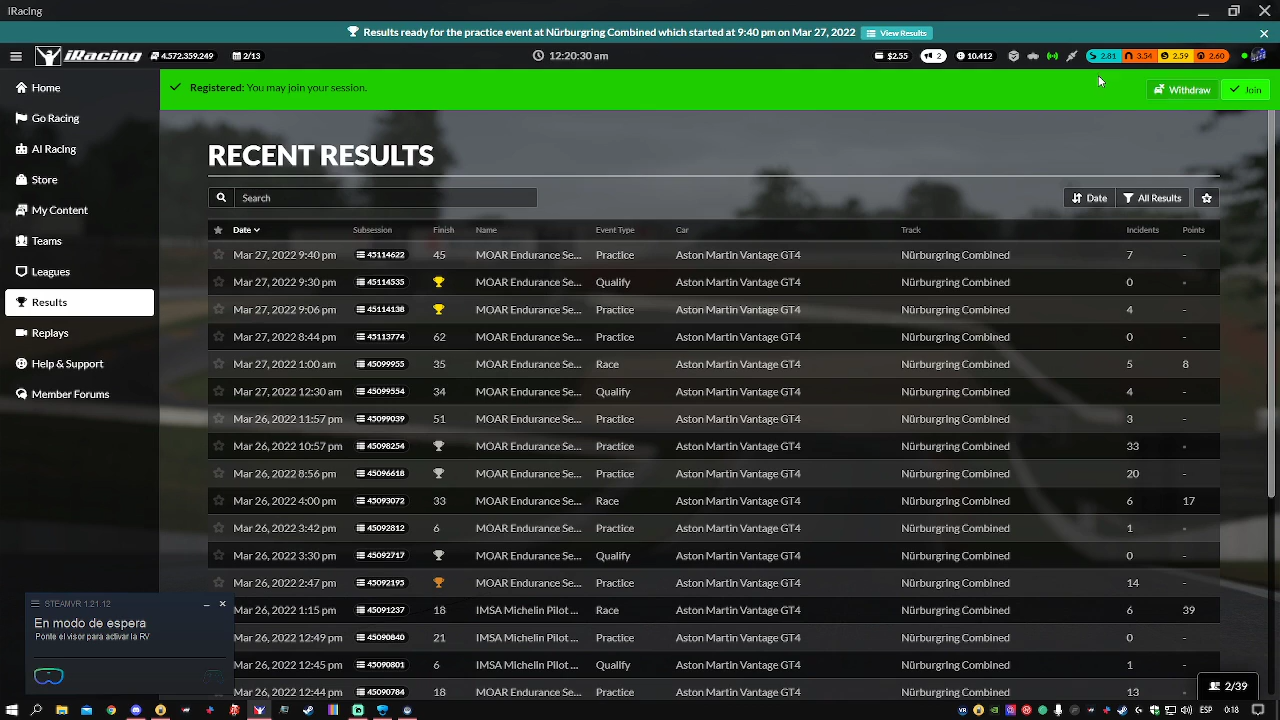 iRacing
Results ready for the practice event at Nürburgring Combined which started at 9:40 pm on Mar 27, 2022 View Results
iRacing 4.572.359.249 2/13 12:20:30 am $2.55 2 10.412 2.81 3.54 2.59 2.60
Registered: You may join your session. Withdraw Join
Home
Go Racing
AI Racing
Store
My Content
Teams
Leagues
Results
Replays
Help & Support
Member Forums
RECENT RESULTS
Search Date All Results
Date Subsession Finish Name Event Type Car Track Incidents Points
Mar 27, 2022 9:40 pm 45114622 45 MOAR Endurance Se... Practice Aston Martin Vantage GT4 Nürburgring Combined 7 -
Mar 27, 2022 9:30 pm 45114535 MOAR Endurance Se... Qualify Aston Martin Vantage GT4 Nürburgring Combined 0 -
Mar 27, 2022 9:06 pm 45114138 MOAR Endurance Se... Practice Aston Martin Vantage GT4 Nürburgring Combined 4 -
Mar 27, 2022 8:44 pm 45113774 62 MOAR Endurance Se... Practice Aston Martin Vantage GT4 Nürburgring Combined 0 -
Mar 27, 2022 1:00 am 45099955 35 MOAR Endurance Se... Race Aston Martin Vantage GT4 Nürburgring Combined 5 8
Mar 27, 2022 12:30 am 45099554 34 MOAR Endurance Se... Qualify Aston Martin Vantage GT4 Nürburgring Combined 4 -
Mar 26, 2022 11:57 pm 45099039 51 MOAR Endurance Se... Practice Aston Martin Vantage GT4 Nürburgring Combined 3 -
Mar 26, 2022 10:57 pm 45098254 MOAR Endurance Se... Practice Aston Martin Vantage GT4 Nürburgring Combined 33 -
Mar 26, 2022 8:56 pm 45096618 MOAR Endurance Se... Practice Aston Martin Vantage GT4 Nürburgring Combined 20 -
Mar 26, 2022 4:00 pm 45093072 33 MOAR Endurance Se... Race Aston Martin Vantage GT4 Nürburgring Combined 6 17
Mar 26, 2022 3:42 pm 45092812 6 MOAR Endurance Se... Practice Aston Martin Vantage GT4 Nürburgring Combined 1 -
Mar 26, 2022 3:30 pm 45092717 MOAR Endurance Se... Qualify Aston Martin Vantage GT4 Nürburgring Combined 0 -
Mar 26, 2022 2:47 pm 45092195 MOAR Endurance Se... Practice Aston Martin Vantage GT4 Nürburgring Combined 14 -
Mar 26, 2022 1:15 pm 45091237 18 IMSA Michelin Pilot ... Race Aston Martin Vantage GT4 Nürburgring Combined 6 39
Mar 26, 2022 12:49 pm 45090840 21 IMSA Michelin Pilot ... Practice Aston Martin Vantage GT4 Nürburgring Combined 0 -
Mar 26, 2022 12:45 pm 45090801 6 IMSA Michelin Pilot ... Qualify Aston Martin Vantage GT4 Nürburgring Combined 1 -
Mar 26, 2022 12:44 pm 45090784 18 IMSA Michelin Pilot ... Practice Aston Martin Vantage GT4 Nürburgring Combined 13 -
STEAMVR 1.21.12
En modo de espera
Ponte el visor para activar la RV
2/39
ESP 0:18